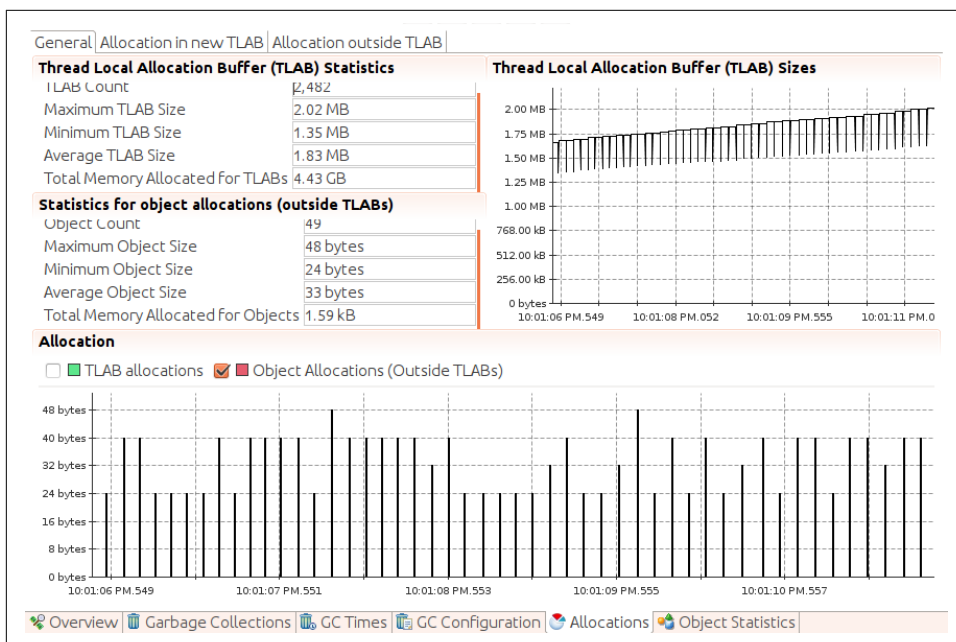 General Allocation in new TLAB Allocation outside TLAB
Thread Local Allocation Buffer (TLAB) Statistics
TLAB Count 2,482
Maximum TLAB Size 2.02 MB
Minimum TLAB Size 1.35 MB
Average TLAB Size 1.83 MB
Total Memory Allocated for TLABs 4.43 GB
Statistics for object allocations (outside TLABs)
Object Count 49
Maximum Object Size 48 bytes
Minimum Object Size 24 bytes
Average Object Size 33 bytes
Total Memory Allocated for Objects 1.59 kB
Thread Local Allocation Buffer (TLAB) Sizes
2.00 MB
1.75 MB
1.50 MB
1.25 MB
1.00 MB
768.00 kB
512.00 kB
256.00 kB
0 bytes
10:01:06 PM.549 10:01:08 PM.052 10:01:09 PM.555 10:01:11 PM.0
Allocation
TLAB allocations Object Allocations (Outside TLABs)
48 bytes
40 bytes
32 bytes
24 bytes
16 bytes
8 bytes
0 bytes
10:01:06 PM.549 10:01:07 PM.551 10:01:08 PM.553 10:01:09 PM.555 10:01:10 PM.557
Overview Garbage Collections GC Times GC Configuration Allocations Object Statistics